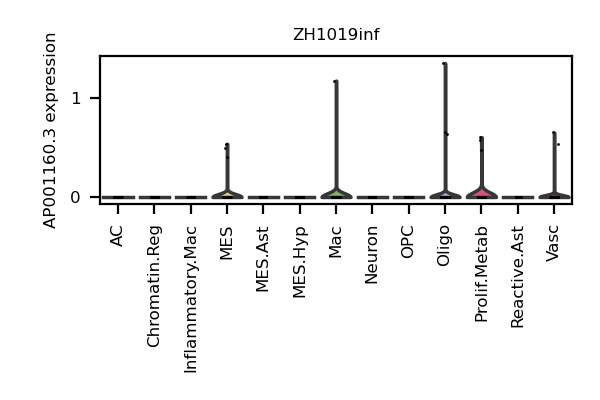 ZH1019inf
AP001160.3 expression
1
0
AC
Chromatin.Reg
Inflammatory.Mac
MES
MES.Ast
MES.Hyp
Mac
Neuron
OPC
Oligo
Prolif.Metab
Reactive.Ast
Vasc